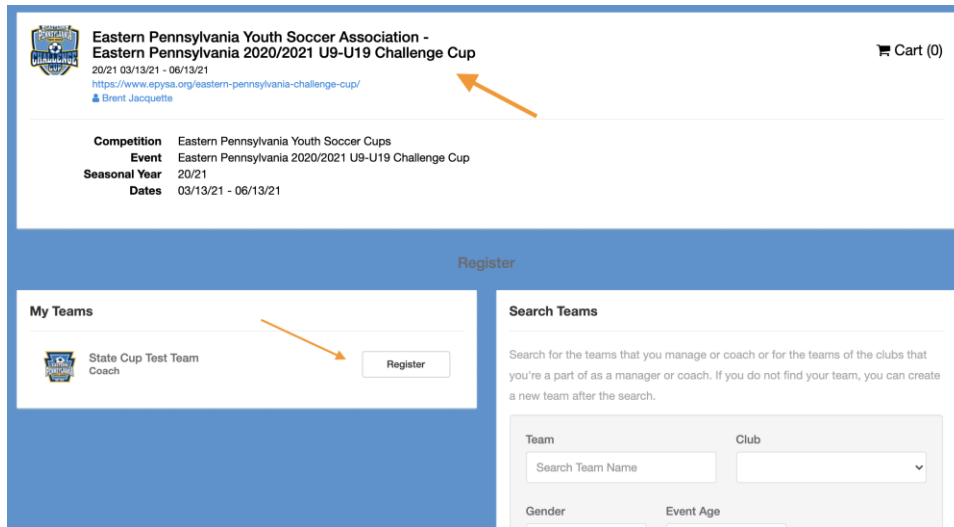 Eastern Pennsylvania Youth Soccer Association -
Eastern Pennsylvania 2020/2021 U9-U19 Challenge Cup
20/21 03/13/21 - 06/13/21
https://www.epysa.org/eastern-pennsylvania-challenge-cup/
Brent Jacquette
Cart (0)
CHALLENGE
CUP
Competition Eastern Pennsylvania Youth Soccer Cups
Event Eastern Pennsylvania 2020/2021 U9-U19 Challenge Cup
Seasonal Year 20/21
Dates 03/13/21 - 06/13/21
Register
My Teams
State Cup Test Team
Coach
Register
Search Teams
Search for the teams that you manage or coach or for the teams of the clubs that
you're a part of as a manager or coach. If you do not find your team, you can create
a new team after the search.
Team
Club
Search Team Name
Gender
Event Age